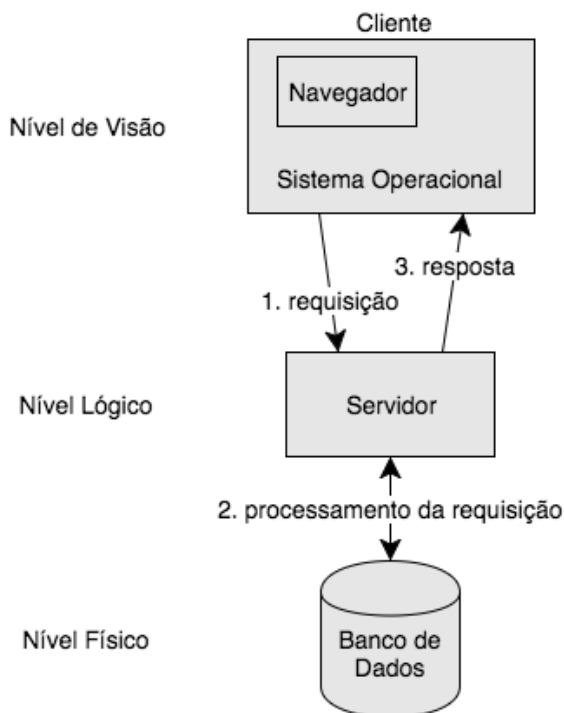 Cliente
Navegador
Nível de Visão
Sistema Operacional
3. resposta
1. requisição
Nível Lógico
Servidor
2. processamento da requisição
Nível Físico
Banco de
Dados